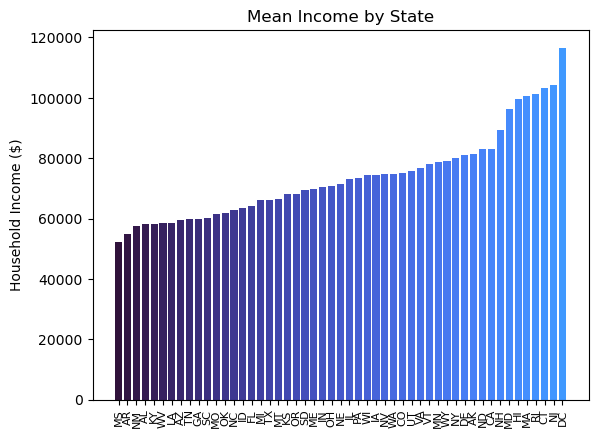 Mean Income by State
120000
100000
80000
60000
40000
20000
0
Household Income ($)
MS AR NM AL KY WV LA AZ TN GA SC MO OK NC ID FL MI TX MT KS OR SD ME IN OH NE IL PA WI IA NV WA CO UT VA VT MN WY NY DE AK ND CA NH MD HI MA RI CT NJ DC